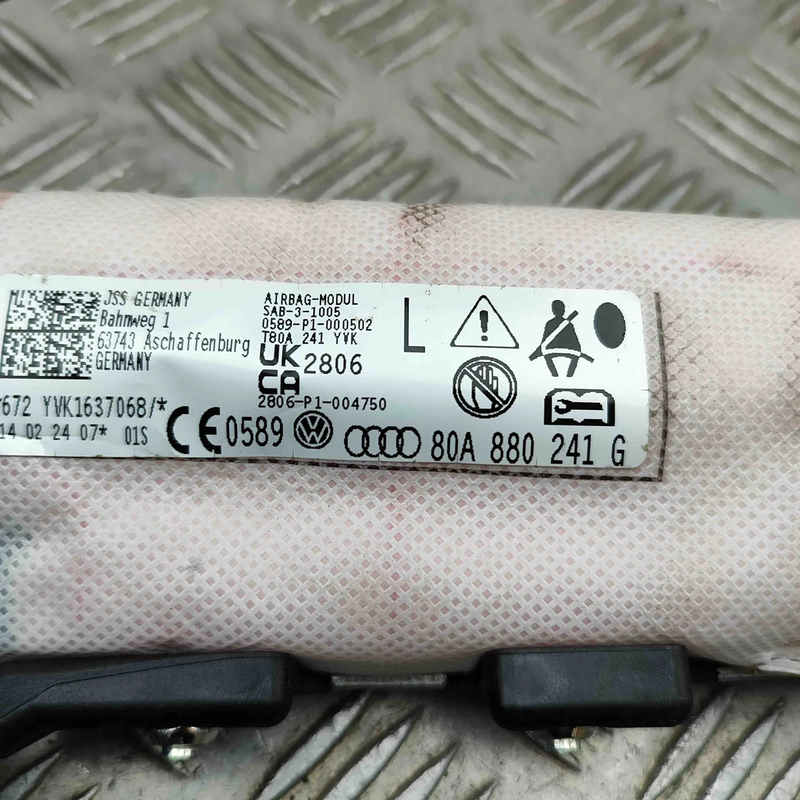 JSS GERMANY
Bahnweg 1
63743 Aschaffenburg
GERMANY
AIRBAG-MODUL
SAB-3-1005
0589-P1-000502
T80A 241 YVK
UK
CA 2806
2806-P1-004750
L
672 YVK1637068/*
14 02 24 07* 01S
CE 0589 VW 80A 880 241 G